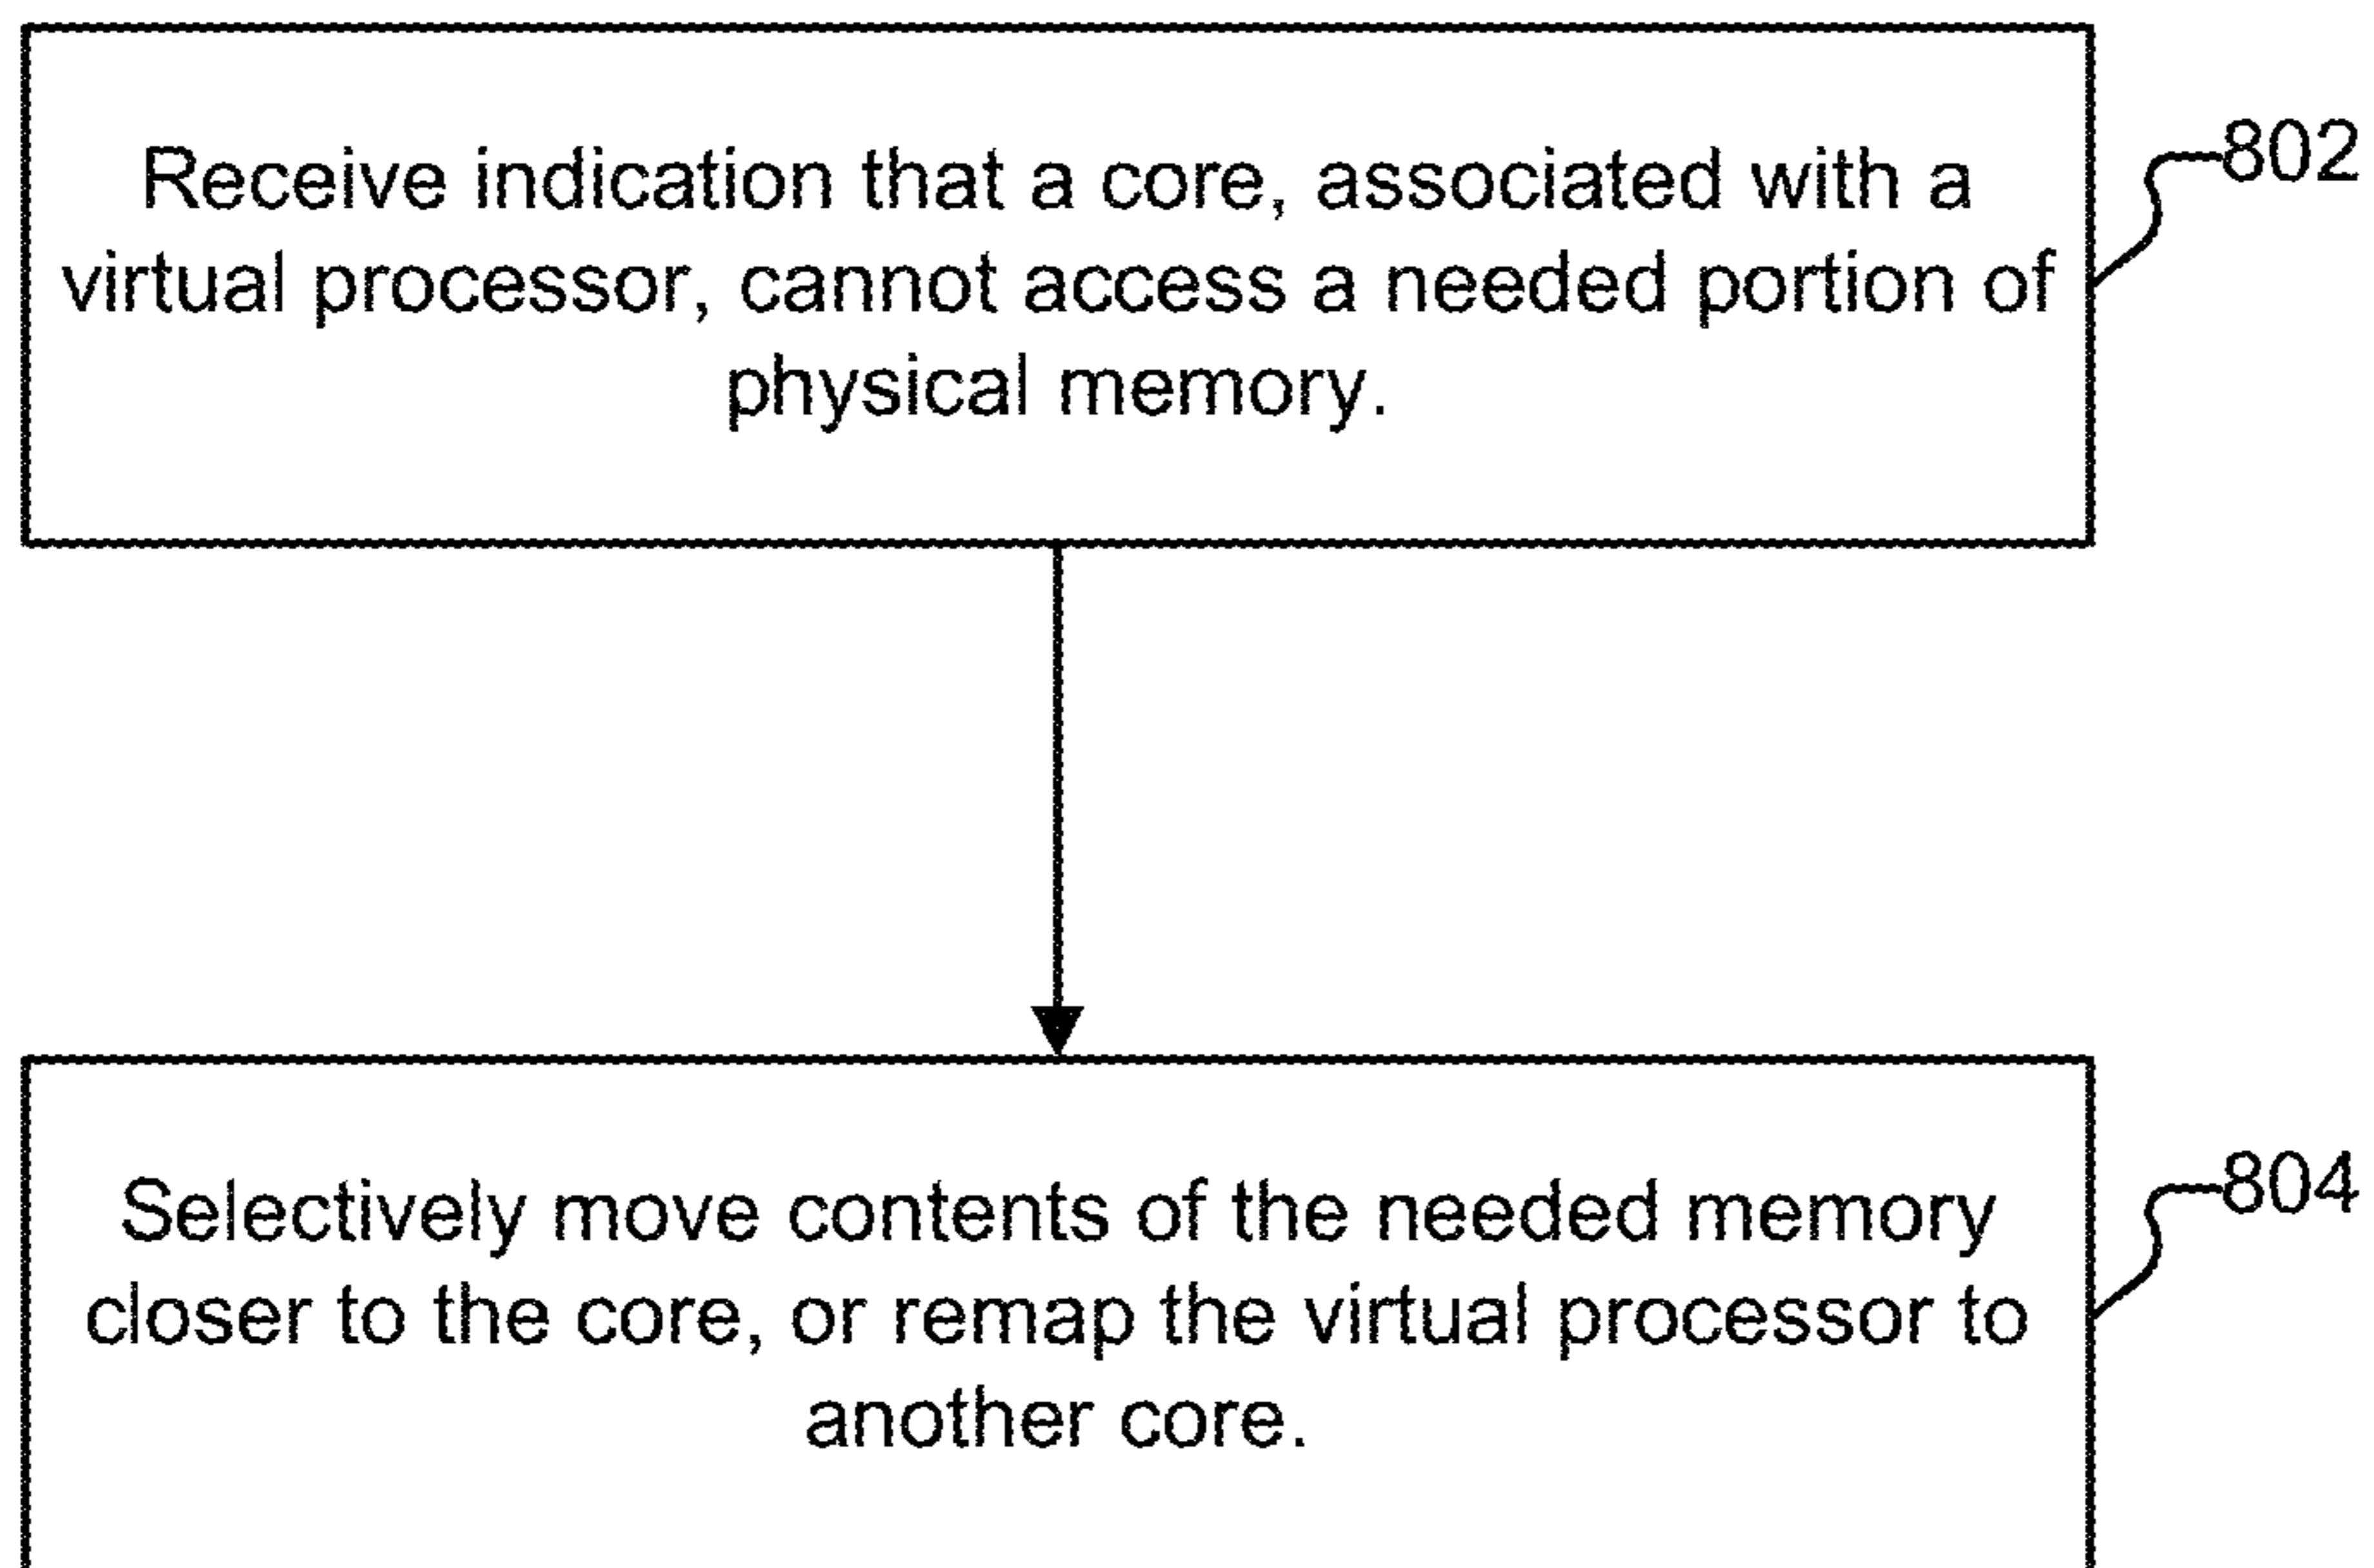 Receive indication that a core, associated with a
virtual processor, cannot access a needed portion of
physical memory.
802
Selectively move contents of the needed memory
closer to the core, or remap the virtual processor to
another core.
804